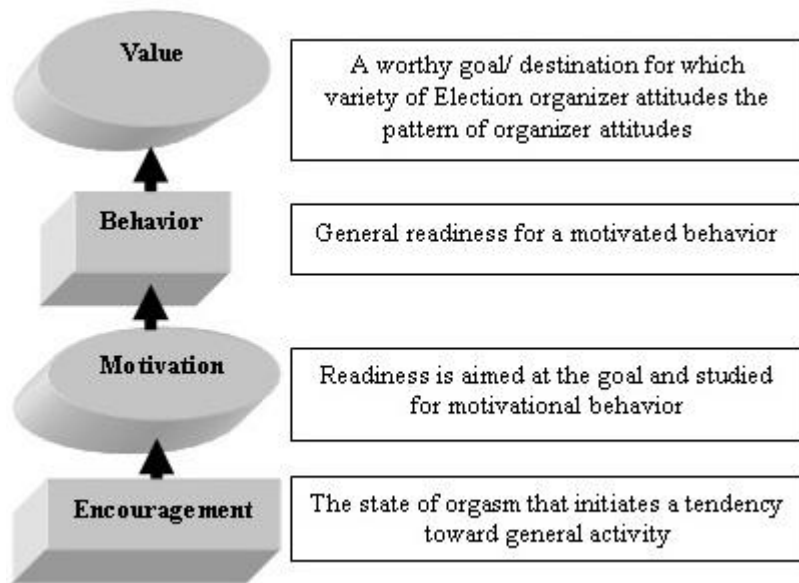 Value
A worthy goal/ destination for which
variety of Election organizer attitudes the
pattern of organizer attitudes
Behavior
General readiness for a motivated behavior
Motivation
Readiness is aimed at the goal and studied
for motivational behavior
Encouragement
The state of orgasm that initiates a tendency
toward general activity